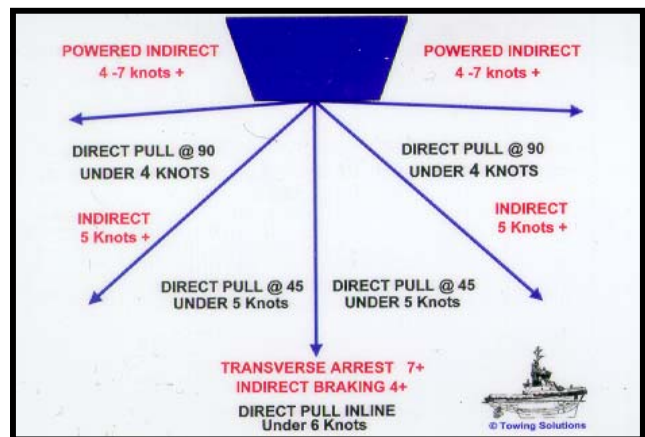 POWERED INDIRECT
4 -7 knots +
POWERED INDIRECT
4 -7 knots +
DIRECT PULL @ 90
UNDER 4 KNOTS
DIRECT PULL @ 90
UNDER 4 KNOTS
INDIRECT
5 Knots +
INDIRECT
5 Knots +
DIRECT PULL @ 45
UNDER 5 Knots
DIRECT PULL @ 45
UNDER 5 Knots
TRANSVERSE ARREST 7+
INDIRECT BRAKING 4+
DIRECT PULL INLINE
Under 6 Knots
© Towing Solutions